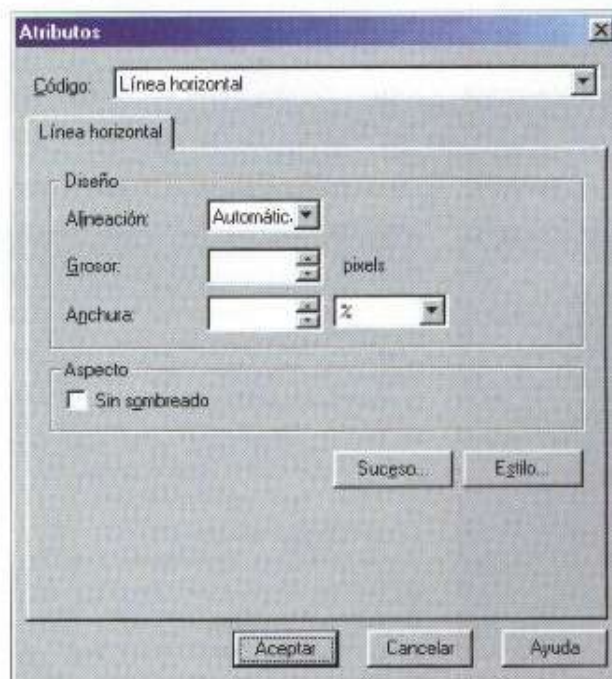 Atributos
Código: Línea horizontal
Línea horizontal
Diseño
Alineación: Automátic
Grosor: pixels
Anchura: %
Aspecto
Sin sombreado
Suceso... Estilo...
Aceptar Cancelar Ayuda